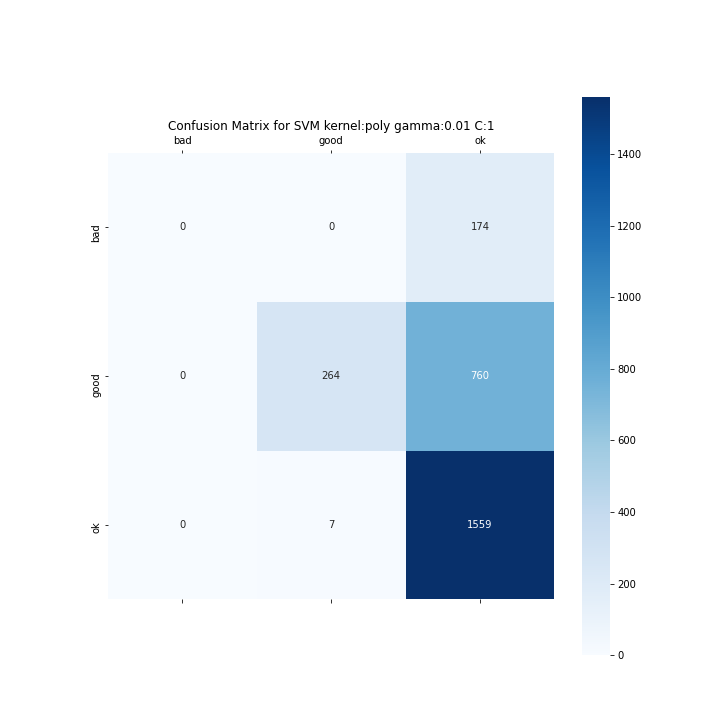 Confusion Matrix for SVM kernel:poly gamma:0.01 C:1
bad good ok
bad 0 0 174
good 0 264 760
ok 0 7 1559
1400
1200
1000
800
600
400
200
0